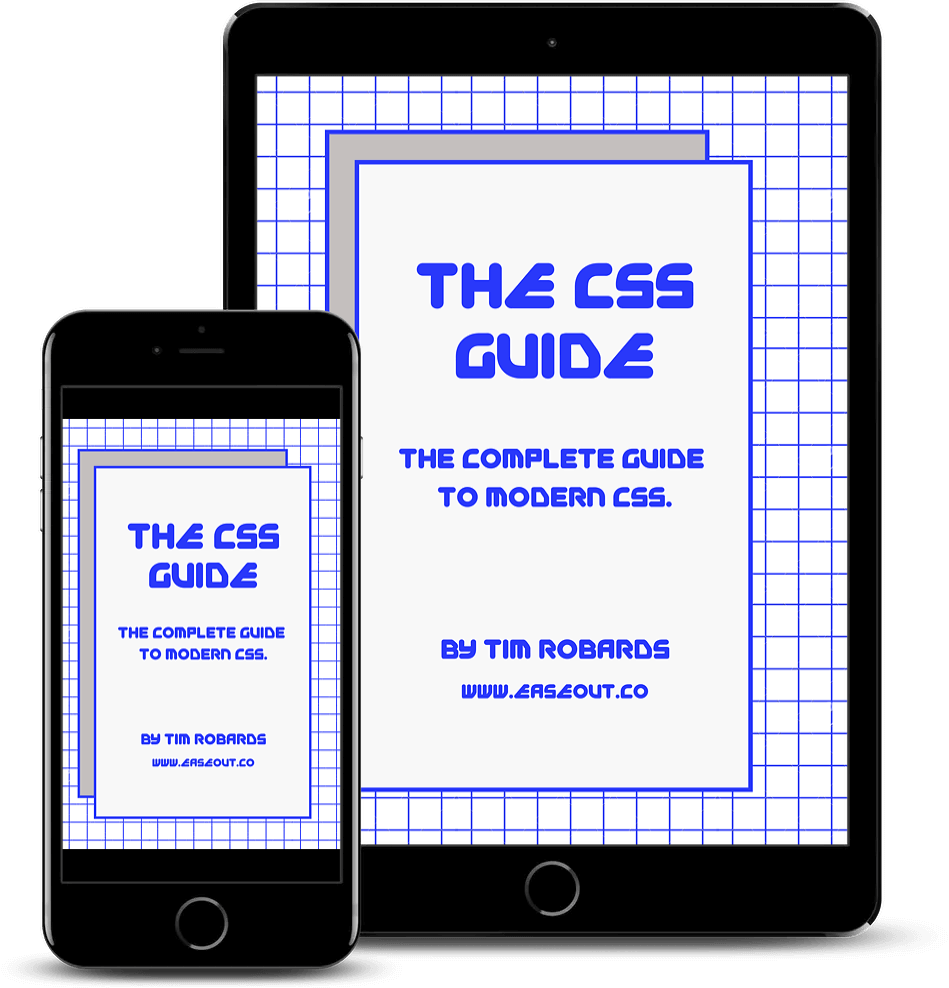 THE CSS
GUIDE
THE COMPLETE GUIDE
TO MODERN CSS.
BY TIM ROBARDS
WWW.EASEOUT.CO
THE CSS
GUIDE
THE COMPLETE GUIDE
TO MODERN CSS.
BY TIM ROBARDS
WWW.EASEOUT.CO